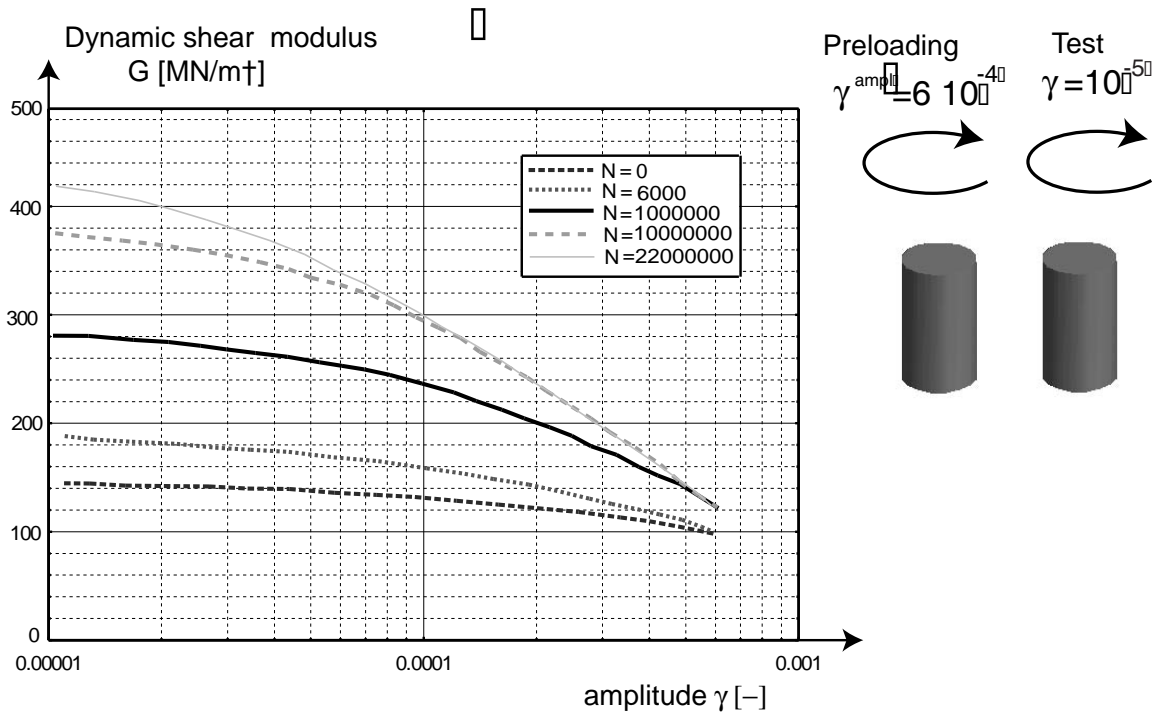 Dynamic shear modulus
G [MN/m†]
500
400
300
200
100
0
0.00001
0.0001
0.001
amplitude γ [–]
N = 0
N = 6000
N = 1000000
N = 10000000
N = 22000000
Preloading
γ ampl = 6 10 -4
Test
γ = 10 -5